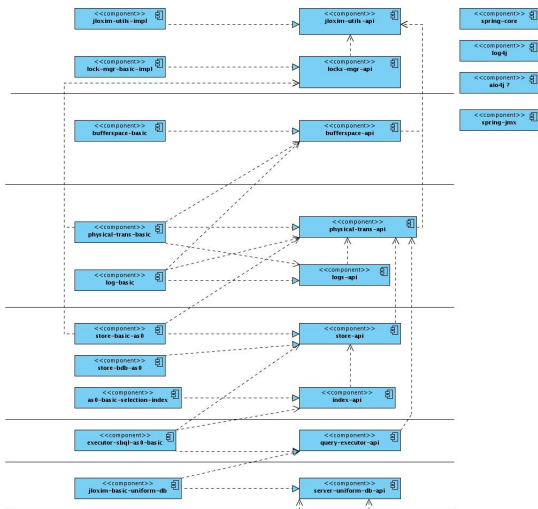 <<component>>
jloxim-utils-impl
<<component>>
jloxim-utils-api
<<component>>
spring-core
<<component>>
log4j
<<component>>
lock-mgr-basic-impl
<<component>>
locks-mgr-api
<<component>>
aio4j ?
<<component>>
bufferspace-basic
<<component>>
bufferspace-api
<<component>>
spring-jmx
<<component>>
physical-trans-basic
<<component>>
physical-trans-api
<<component>>
log-basic
<<component>>
logs-api
<<component>>
store-basic-as0
<<component>>
store-api
<<component>>
store-bdb-as0
<<component>>
as0-basic-selection-index
<<component>>
index-api
<<component>>
executor-sbql-as0-basic
<<component>>
query-executor-api
<<component>>
jloxim-basic-uniform-db
<<component>>
server-uniform-db-api